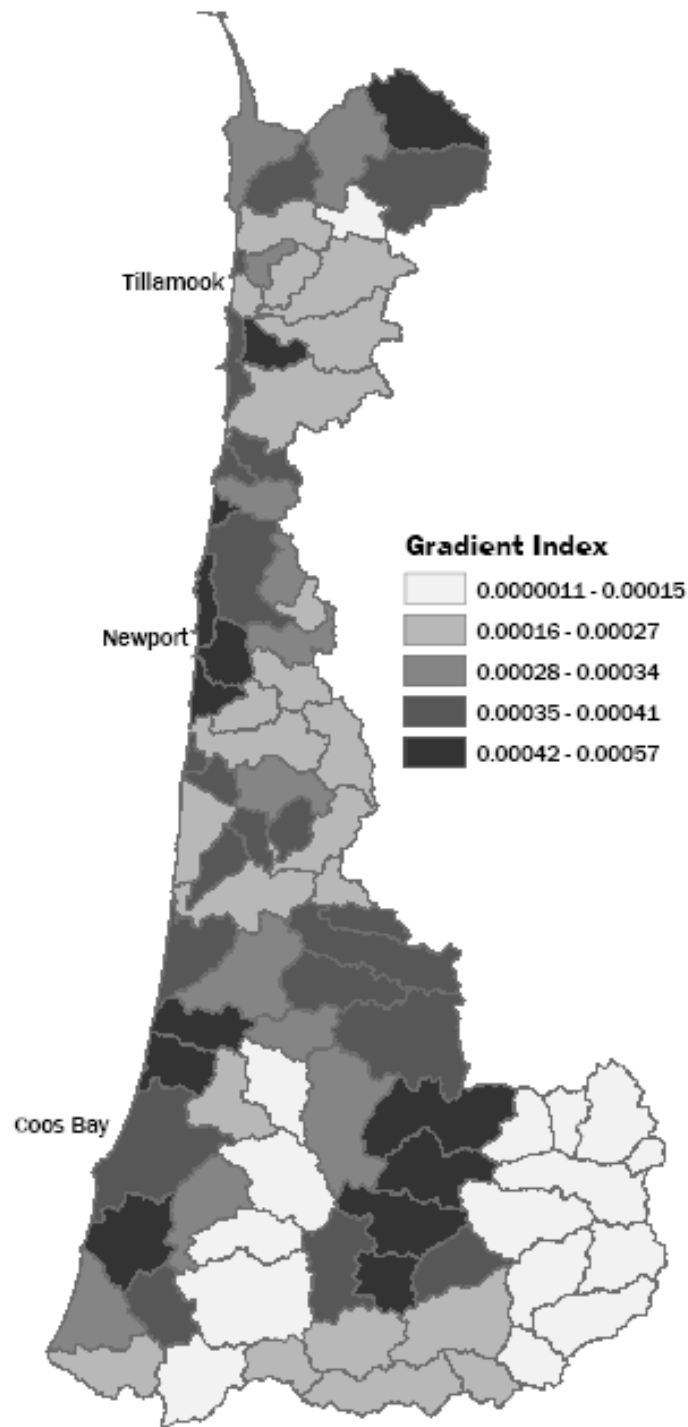 Tillamook
Gradient Index
0.0000011 - 0.00015
0.00016 - 0.00027
Newport
0.00028 - 0.00034
0.00035 - 0.00041
0.00042 - 0.00057
Coos Bay